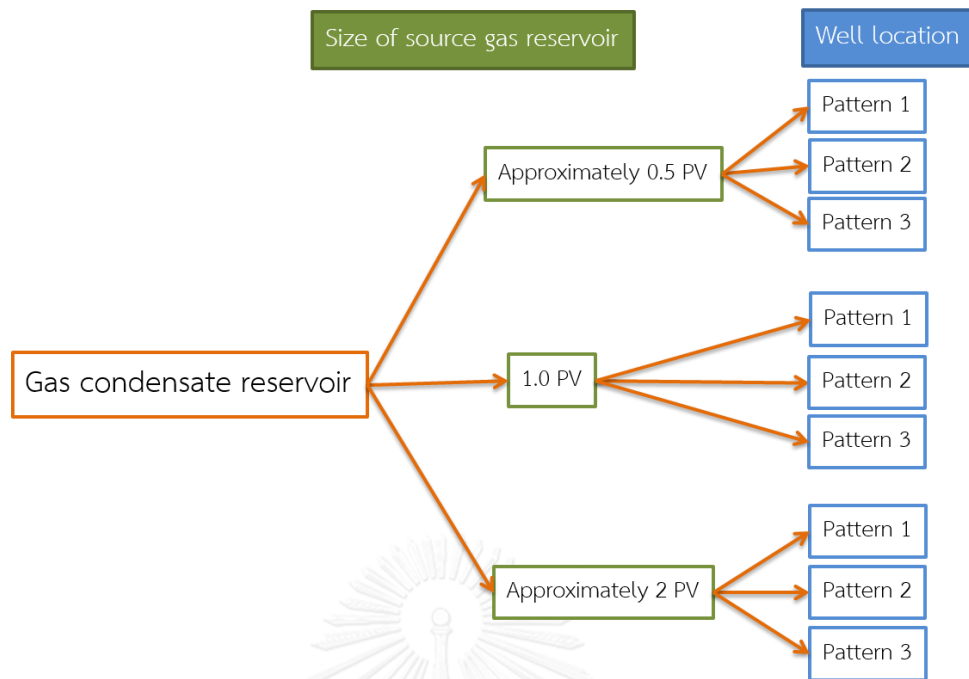 Size of source gas reservoir
Well location
Pattern 1
Approximately 0.5 PV
Pattern 2
Pattern 3
Gas condensate reservoir
1.0 PV
Pattern 1
Pattern 2
Pattern 3
Approximately 2 PV
Pattern 1
Pattern 2
Pattern 3